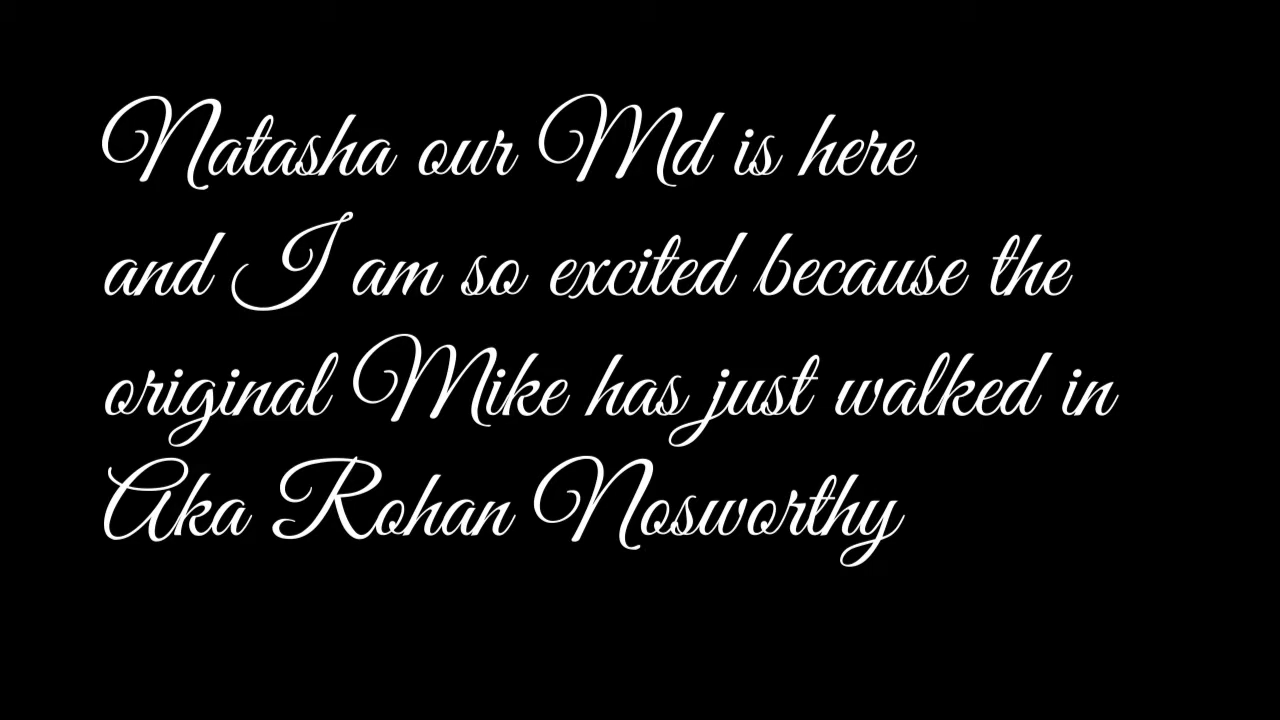 Natasha our Md is here
and I am so excited because the
original Mike has just walked in
Aka Rohan Nosworthy